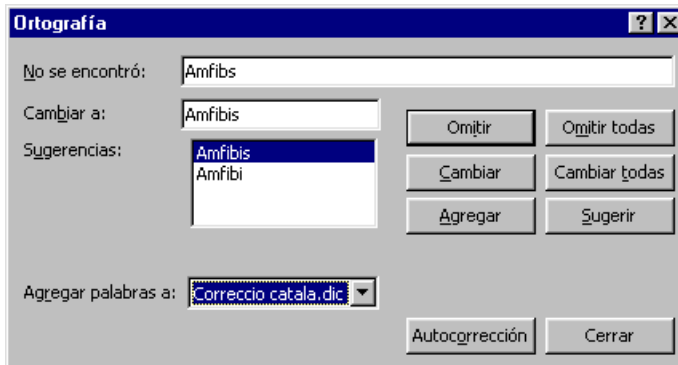 Ortografía
No se encontró: Amfibs
Cambiar a: Amfibis
Omitir Omitir todas
Sugerencias: Amfibis
Amfibi
Cambiar Cambiar todas
Agregar Sugerir
Agregar palabras a: Correccio catala.dic
Autocorrección Cerrar